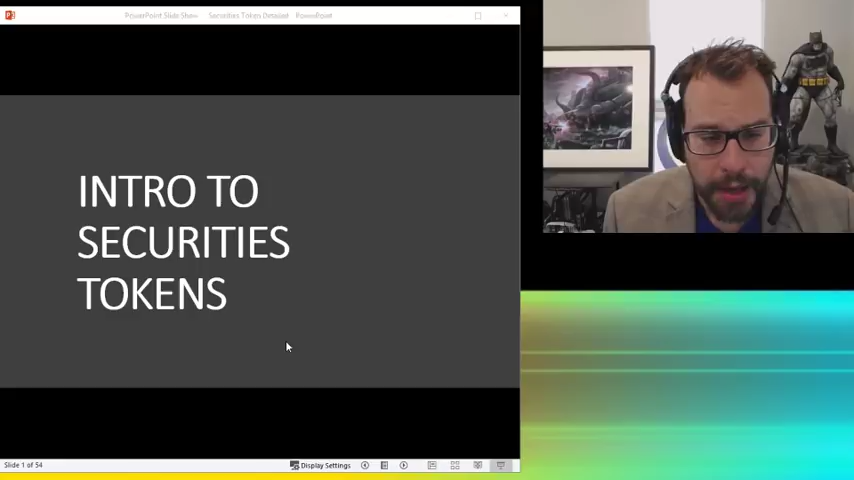 PowerPoint Slide Show
Securities Token Detailed
PowerPoint
INTRO TO
SECURITIES
TOKENS
Slide 1 of 54
Display Settings